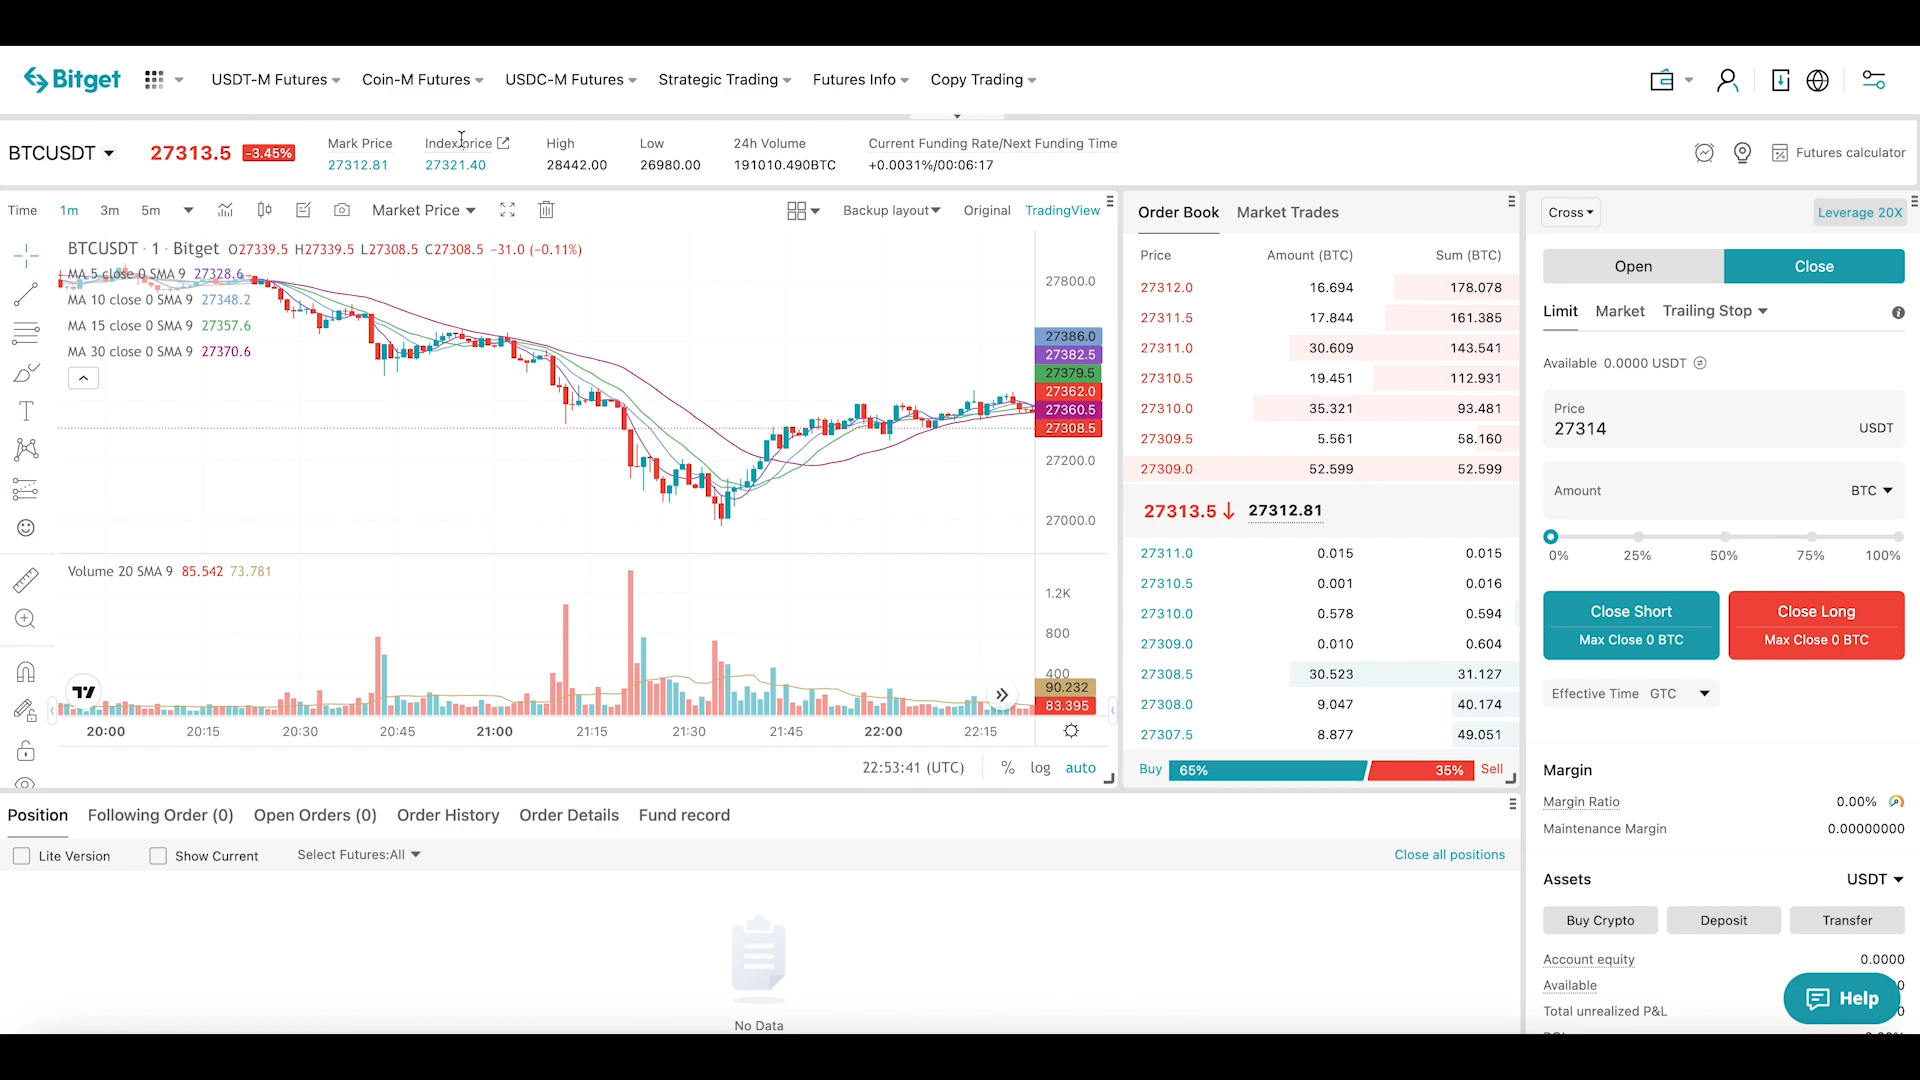 Bitget USDT-M Futures Coin-M Futures USDC-M Futures Strategic Trading Futures Info Copy Trading
BTCUSDT 27313.5 -3.45%
Mark Price
27312.81
Index price
27321.40
High
28442.00
Low
26980.00
24h Volume
191010.490BTC
Current Funding Rate/Next Funding Time
+0.0031%/00:06:17
Futures calculator
Time 1m 3m 5m Market Price Backup layout Original TradingView
BTCUSDT · 1 · Bitget O27339.5 H27339.5 L27308.5 C27308.5 −31.0 (−0.11%)
MA 5 close 0 SMA 9 27328.6
MA 10 close 0 SMA 9 27348.2
MA 15 close 0 SMA 9 27357.6
MA 30 close 0 SMA 9 27370.6
27800.0
27386.0
27382.5
27379.5
27362.0
27360.5
27308.5
27200.0
27000.0
Volume 20 SMA 9 85.542 73.781
1.2K
800
400
90.232
83.395
20:00 20:15 20:30 20:45 21:00 21:15 21:30 21:45 22:00 22:15
22:53:41 (UTC) % log auto
Order Book Market Trades
Price Amount (BTC) Sum (BTC)
27312.0 16.694 178.078
27311.5 17.844 161.385
27311.0 30.609 143.541
27310.5 19.451 112.931
27310.0 35.321 93.481
27309.5 5.561 58.160
27309.0 52.599 52.599
27313.5 27312.81
27311.0 0.015 0.015
27310.5 0.001 0.016
27310.0 0.578 0.594
27309.0 0.010 0.604
27308.5 30.523 31.127
27308.0 9.047 40.174
27307.5 8.877 49.051
Buy 65% 35% Sell
Cross Leverage 20X
Open Close
Limit Market Trailing Stop
Available 0.0000 USDT
Price
27314 USDT
Amount BTC
0% 25% 50% 75% 100%
Close Short
Max Close 0 BTC
Close Long
Max Close 0 BTC
Effective Time GTC
Margin
Margin Ratio 0.00%
Maintenance Margin 0.00000000
Assets USDT
Buy Crypto Deposit Transfer
Account equity 0.0000
Available 0
Total unrealized P&L 0
Help
Position Following Order (0) Open Orders (0) Order History Order Details Fund record
Lite Version Show Current Select Futures:All Close all positions
No Data